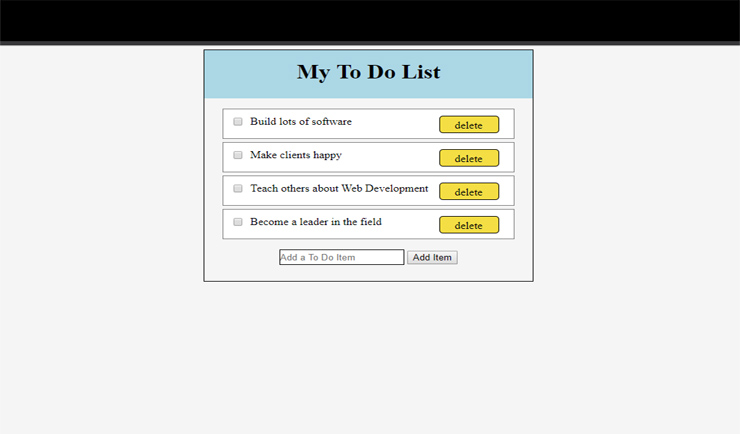 My To Do List
Build lots of software
delete
Make clients happy
delete
Teach others about Web Development
delete
Become a leader in the field
delete
Add a To Do Item
Add Item